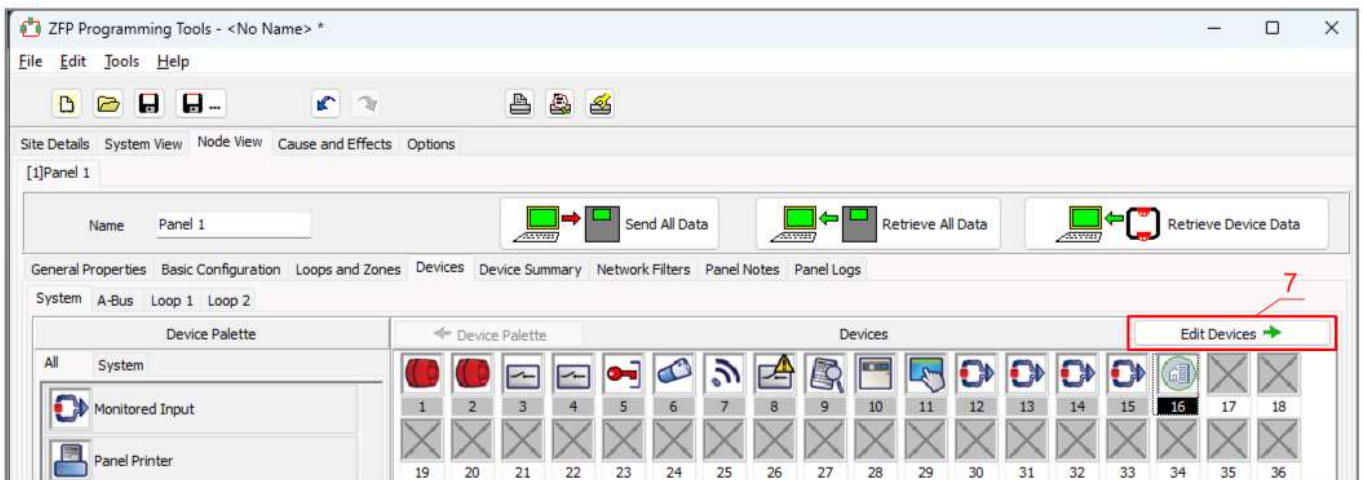 ZFP Programming Tools - <No Name> *
File Edit Tools Help
...
Site Details System View Node View Cause and Effects Options
[1]Panel 1
Name Panel 1 Send All Data Retrieve All Data Retrieve Device Data
General Properties Basic Configuration Loops and Zones Devices Device Summary Network Filters Panel Notes Panel Logs
7
System A-Bus Loop 1 Loop 2
Device Palette Device Palette Devices Edit Devices
All System
Monitored Input
1 2 3 4 5 6 7 8 9 10 11 12 13 14 15 16 17 18
Panel Printer
19 20 21 22 23 24 25 26 27 28 29 30 31 32 33 34 35 36